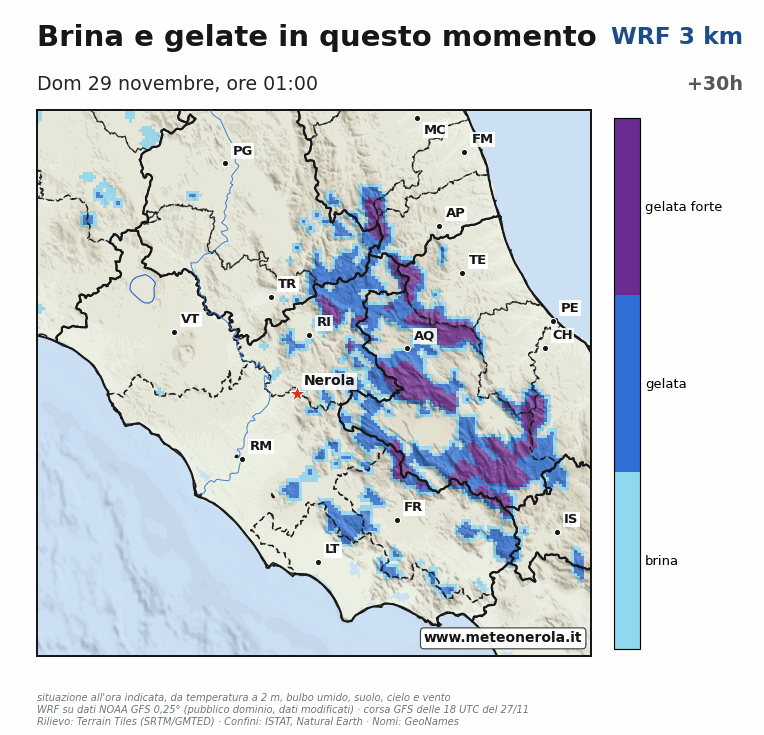 Brina e gelate in questo momento WRF 3 km
Dom 29 novembre, ore 01:00 +30h
MC
FM
PG
AP
TE
TR
PE
VT
RI
CH
AQ
Nerola
RM
FR
IS
LT
www.meteonerola.it
gelata forte
gelata
brina
situazione all'ora indicata, da temperatura a 2 m, bulbo umido, suolo, cielo e vento
WRF su dati NOAA GFS 0,25° (pubblico dominio, dati modificati) · corsa GFS delle 18 UTC del 27/11
Rilievo: Terrain Tiles (SRTM/GMTED) · Confini: ISTAT, Natural Earth · Nomi: GeoNames